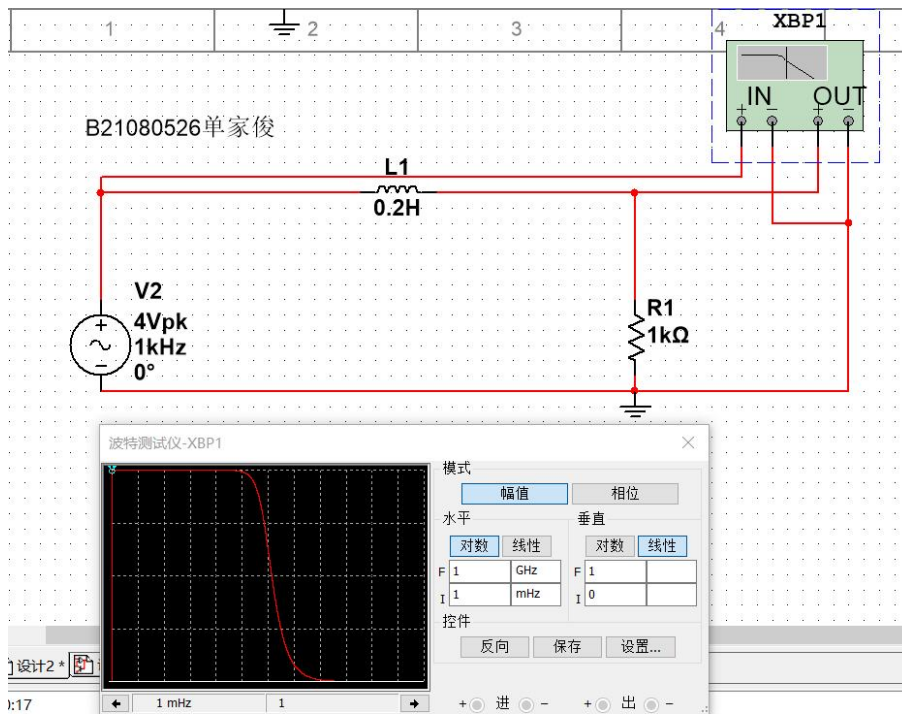 1 2 3 4
XBP1
IN OUT
+ − + −
B21080526单家俊
L1
0.2H
V2
4Vpk
1kHz
0°
R1
1kΩ
波特测试仪-XBP1
模式
幅值 相位
水平 垂直
对数 线性 对数 线性
F 1 GHz F 1
I 1 mHz I 0
控件
反向 保存 设置...
1 mHz 1
+ 进 − + 出 −
设计2 *
:17